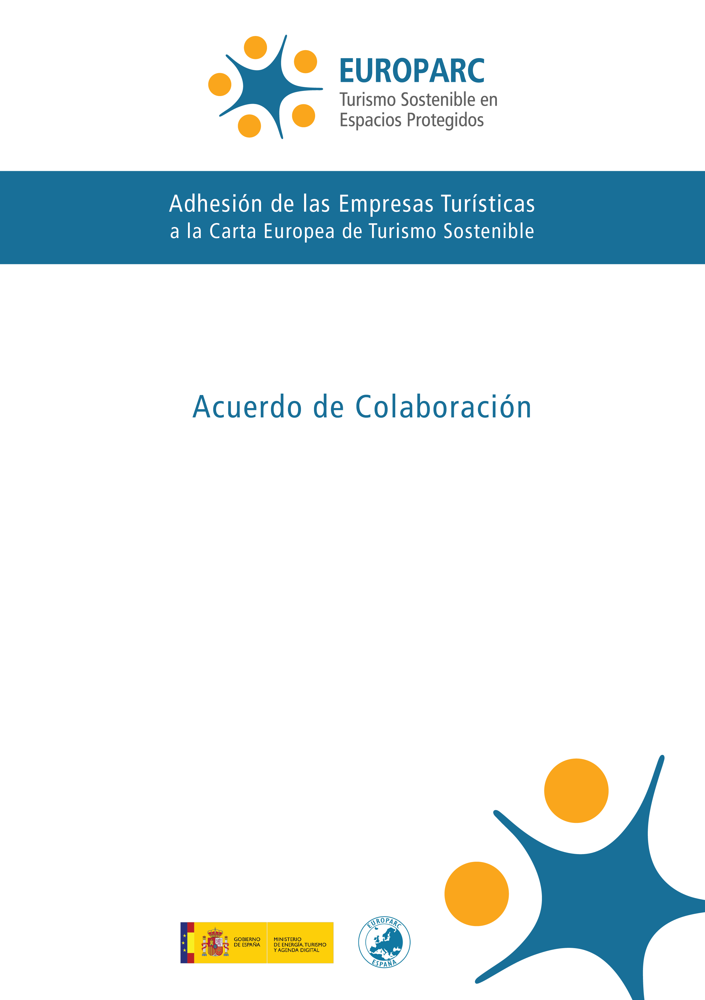 EUROPARC
Turismo Sostenible en
Espacios Protegidos
Adhesión de las Empresas Turísticas
a la Carta Europea de Turismo Sostenible
Acuerdo de Colaboración
GOBIERNO
DE ESPAÑA
MINISTERIO
DE ENERGÍA, TURISMO
Y AGENDA DIGITAL
EUROPARC
ESPAÑA